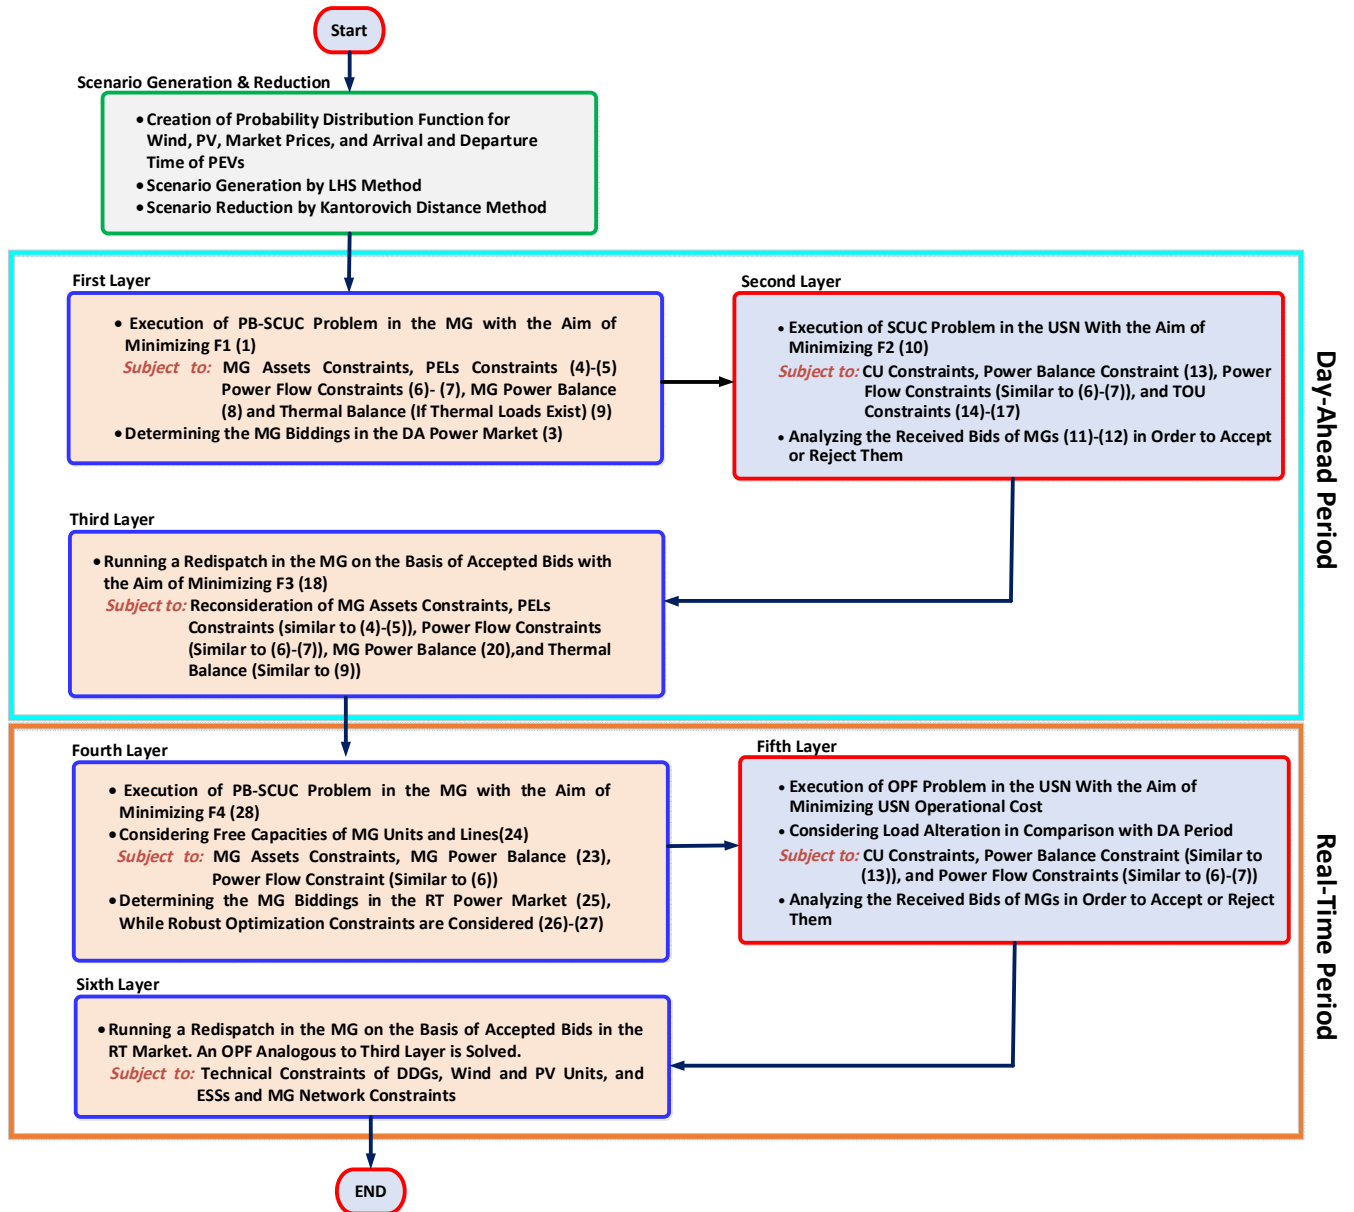 Start
Scenario Generation & Reduction
• Creation of Probability Distribution Function for
Wind, PV, Market Prices, and Arrival and Departure
Time of PEVs
• Scenario Generation by LHS Method
• Scenario Reduction by Kantorovich Distance Method
First Layer
• Execution of PB-SCUC Problem in the MG with the Aim of
Minimizing F1 (1)
Subject to: MG Assets Constraints, PELs Constraints (4)-(5)
Power Flow Constraints (6)- (7), MG Power Balance
(8) and Thermal Balance (If Thermal Loads Exist) (9)
• Determining the MG Biddings in the DA Power Market (3)
Second Layer
• Execution of SCUC Problem in the USN With the Aim of
Minimizing F2 (10)
Subject to: CU Constraints, Power Balance Constraint (13), Power
Flow Constraints (Similar to (6)-(7)), and TOU
Constraints (14)-(17)
• Analyzing the Received Bids of MGs (11)-(12) in Order to Accept
or Reject Them
Day-Ahead Period
Third Layer
• Running a Redispatch in the MG on the Basis of Accepted Bids with
the Aim of Minimizing F3 (18)
Subject to: Reconsideration of MG Assets Constraints, PELs
Constraints (similar to (4)-(5)), Power Flow Constraints
(Similar to (6)-(7)), MG Power Balance (20),and Thermal
Balance (Similar to (9))
Fourth Layer
• Execution of PB-SCUC Problem in the MG with the Aim of
Minimizing F4 (28)
• Considering Free Capacities of MG Units and Lines(24)
Subject to: MG Assets Constraints, MG Power Balance (23),
Power Flow Constraint (Similar to (6))
• Determining the MG Biddings in the RT Power Market (25),
While Robust Optimization Constraints are Considered (26)-(27)
Fifth Layer
• Execution of OPF Problem in the USN With the Aim of
Minimizing USN Operational Cost
• Considering Load Alteration in Comparison with DA Period
Subject to: CU Constraints, Power Balance Constraint (Similar to
(13)), and Power Flow Constraints (Similar to (6)-(7))
• Analyzing the Received Bids of MGs in Order to Accept or Reject
Them
Real-Time Period
Sixth Layer
• Running a Redispatch in the MG on the Basis of Accepted Bids in the
RT Market. An OPF Analogous to Third Layer is Solved.
Subject to: Technical Constraints of DDGs, Wind and PV Units, and
ESSs and MG Network Constraints
END